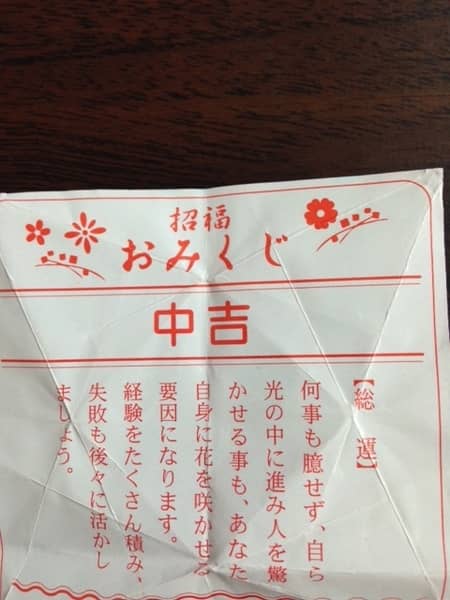 招福
おみくじ
中吉
【総運】
何事も臆せず、自ら
光の中に進み人を驚
かせる事も、あなた
自身に花を咲かせる
要因になります。
経験をたくさん積み、
失敗も後々に活かし
ましょう。